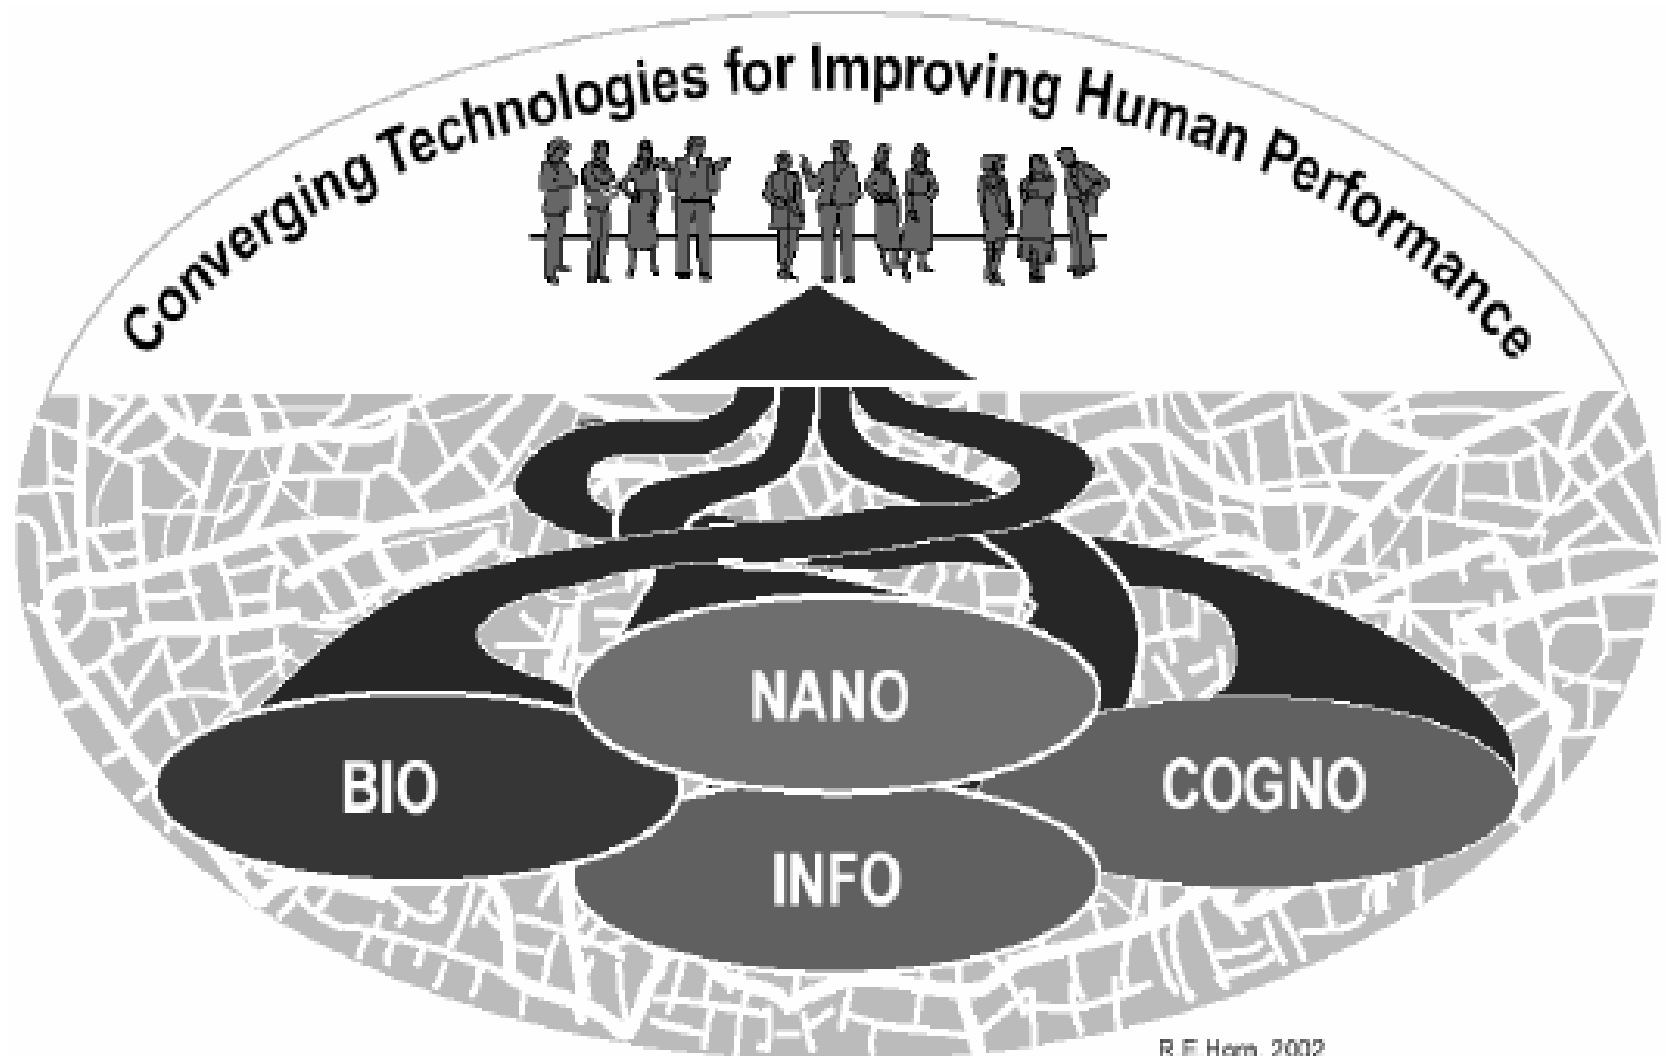 Converging Technologies for Improving Human Performance
NANO
BIO
COGNO
INFO
R.E. Horn, 2002